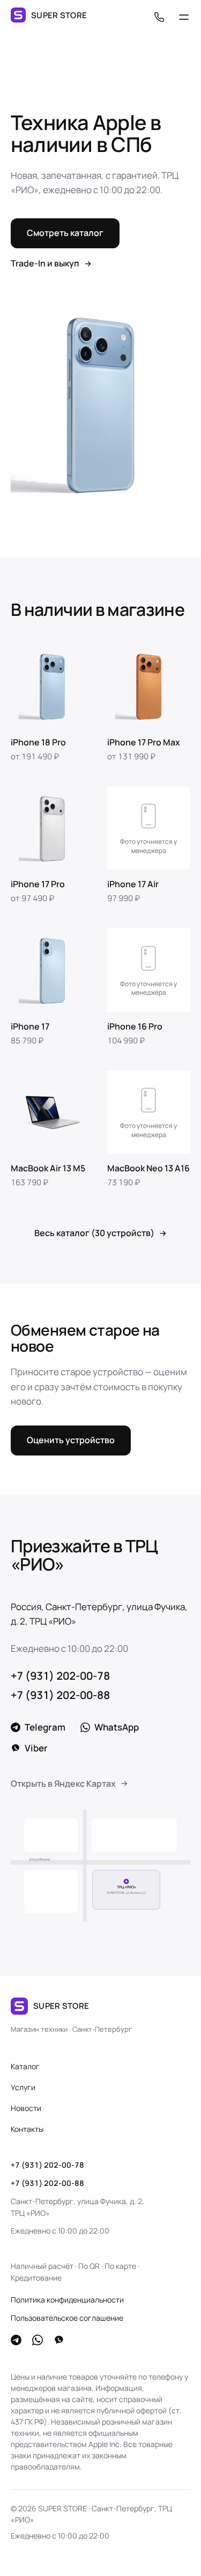 SUPER STORE
Техника Apple в
наличии в СПб
Новая, запечатанная, с гарантией. ТРЦ
«РИО», ежедневно с 10:00 до 22:00.
Смотреть каталог
Trade-In и выкуп →
В наличии в магазине
iPhone 18 Pro
от 191 490 ₽
iPhone 17 Pro Max
от 131 990 ₽
iPhone 17 Pro
от 97 490 ₽
Фото уточняется у
менеджера
iPhone 17 Air
97 990 ₽
iPhone 17
85 790 ₽
Фото уточняется у
менеджера
iPhone 16 Pro
104 990 ₽
MacBook Air 13 M5
163 790 ₽
Фото уточняется у
менеджера
MacBook Neo 13 A16
73 190 ₽
Весь каталог (30 устройств) →
Обменяем старое на
новое
Приносите старое устройство — оценим
его и сразу зачтём стоимость в покупку
нового.
Оценить устройство
Приезжайте в ТРЦ
«РИО»
Россия, Санкт-Петербург, улица Фучика,
д. 2, ТРЦ «РИО»
Ежедневно с 10:00 до 22:00
+7 (931) 202-00-78
+7 (931) 202-00-88
Telegram
WhatsApp
Viber
Открыть в Яндекс Картах →
ТРЦ «РИО»
SUPER STORE
Магазин техники · Санкт-Петербург
Каталог
Услуги
Новости
Контакты
+7 (931) 202-00-78
+7 (931) 202-00-88
Санкт-Петербург, улица Фучика, д. 2,
ТРЦ «РИО»
Ежедневно с 10:00 до 22:00
Наличный расчёт · По QR · По карте ·
Кредитование
Политика конфиденциальности
Пользовательское соглашение
Цены и наличие товаров уточняйте по телефону у
менеджеров магазина. Информация,
размещённая на сайте, носит справочный
характер и не является публичной офертой (ст.
437 ГК РФ). Независимый розничный магазин
техники, не является официальным
представительством Apple Inc. Все товарные
знаки принадлежат их законным
правообладателям.
© 2026 SUPER STORE · Санкт-Петербург, ТРЦ
«РИО»
Ежедневно с 10:00 до 22:00